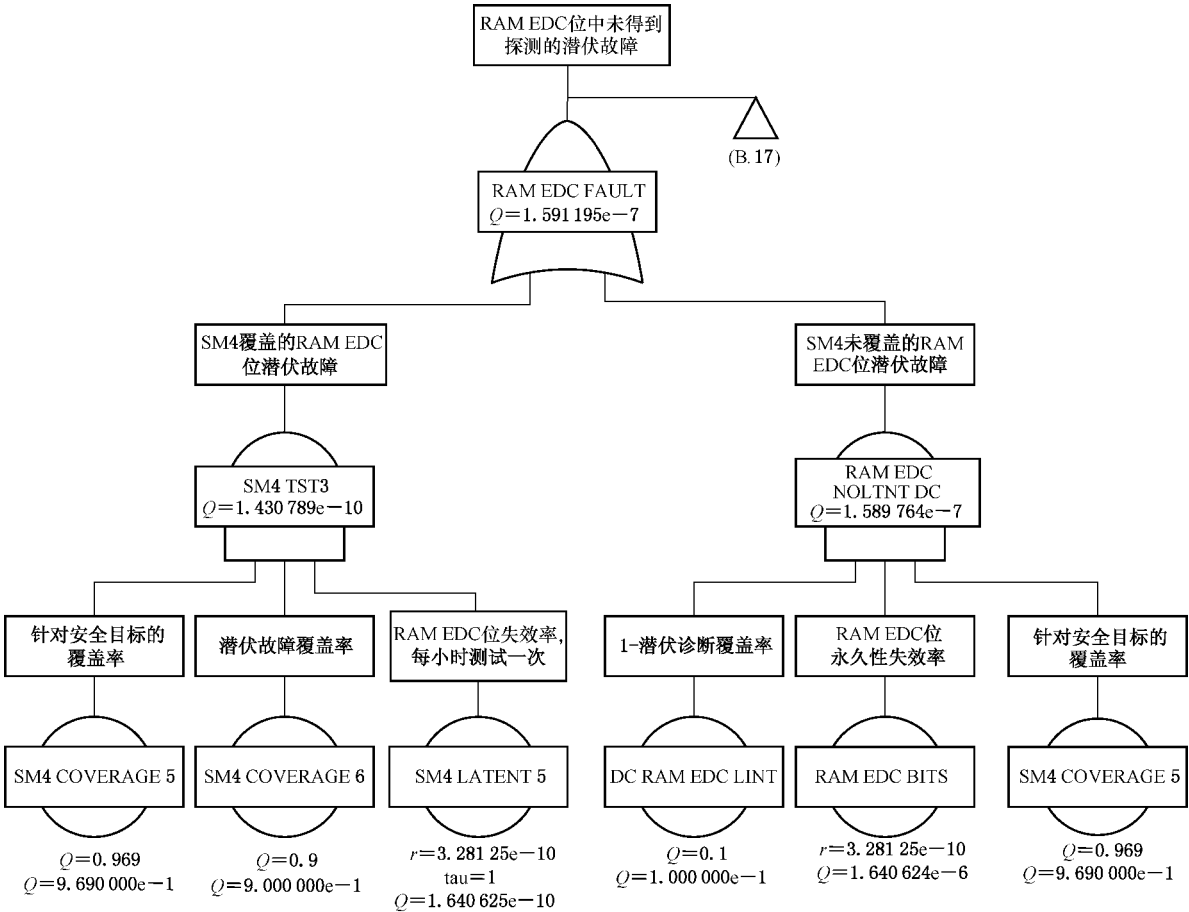 RAM EDC位中未得到
探测的潜伏故障
(B.17)
RAM EDC FAULT
Q=1.591 195e−7
SM4覆盖的RAM EDC
位潜伏故障
SM4未覆盖的RAM
EDC位潜伏故障
SM4 TST3
Q=1.430 789e−10
RAM EDC
NOLTNT DC
Q=1.589 764e−7
针对安全目标的
覆盖率
潜伏故障覆盖率
RAM EDC位失效率,
每小时测试一次
1-潜伏诊断覆盖率
RAM EDC位
永久性失效率
针对安全目标的
覆盖率
SM4 COVERAGE 5
SM4 COVERAGE 6
SM4 LATENT 5
DC RAM EDC LINT
RAM EDC BITS
SM4 COVERAGE 5
Q=0.969
Q=9.690 000e−1
Q=0.9
Q=9.000 000e−1
r=3.281 25e−10
tau=1
Q=1.640 625e−10
Q=0.1
Q=1.000 000e−1
r=3.281 25e−10
Q=1.640 624e−6
Q=0.969
Q=9.690 000e−1